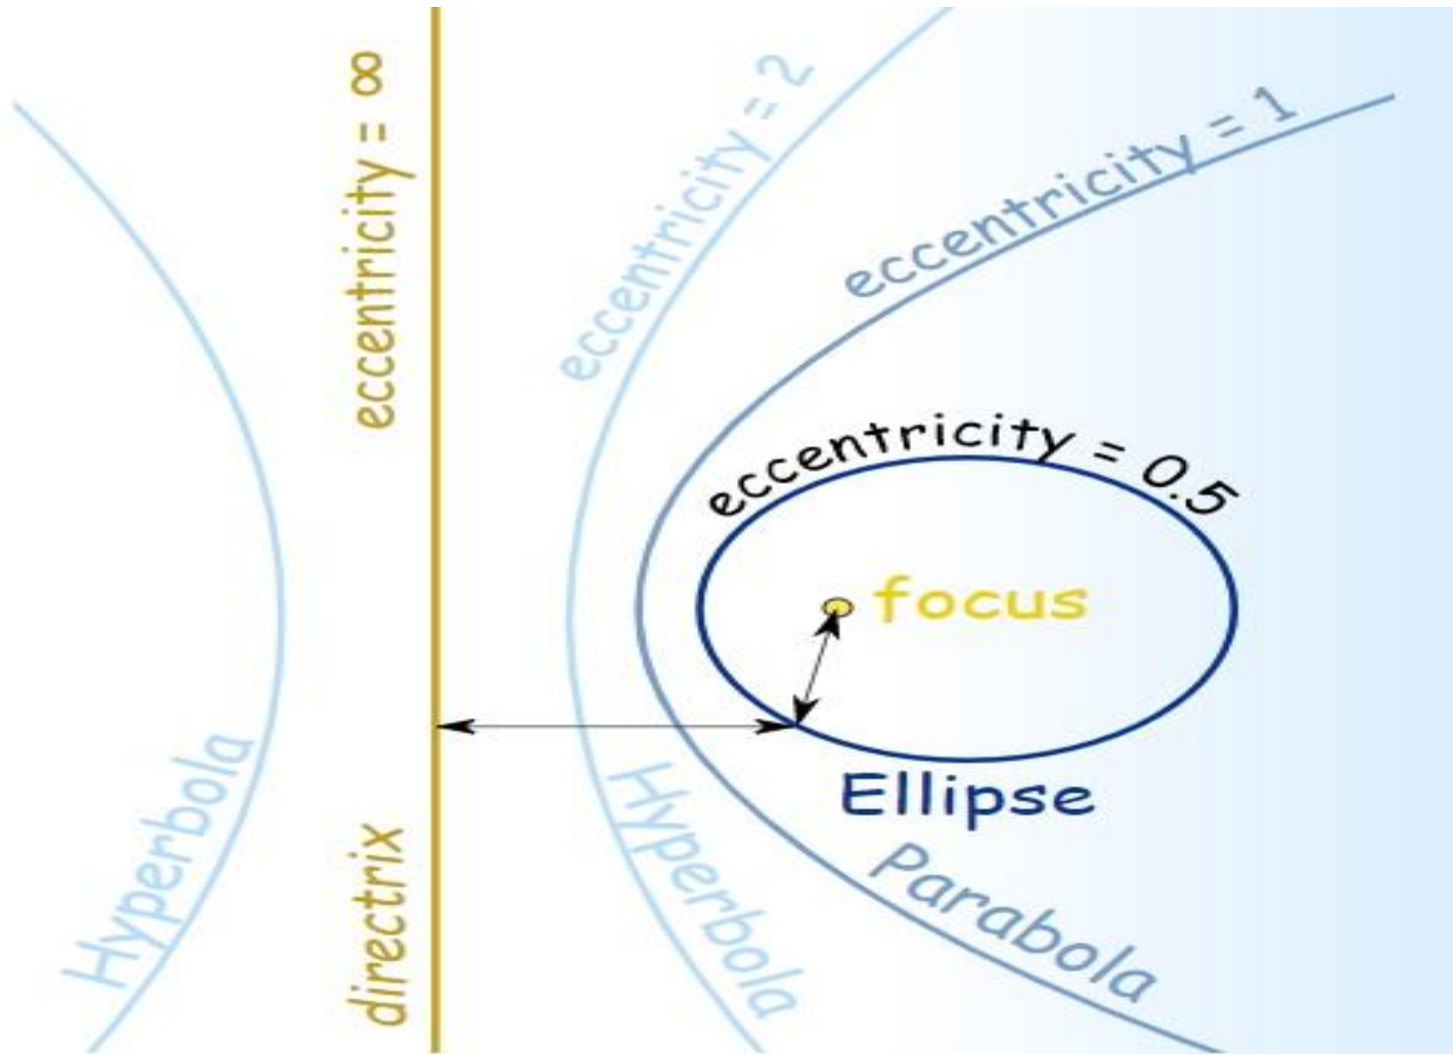 eccentricity = ∞
eccentricity = 2
eccentricity = 1
eccentricity = 0.5
focus
Ellipse
Hyperbola
directrix
Hyperbola
Parabola